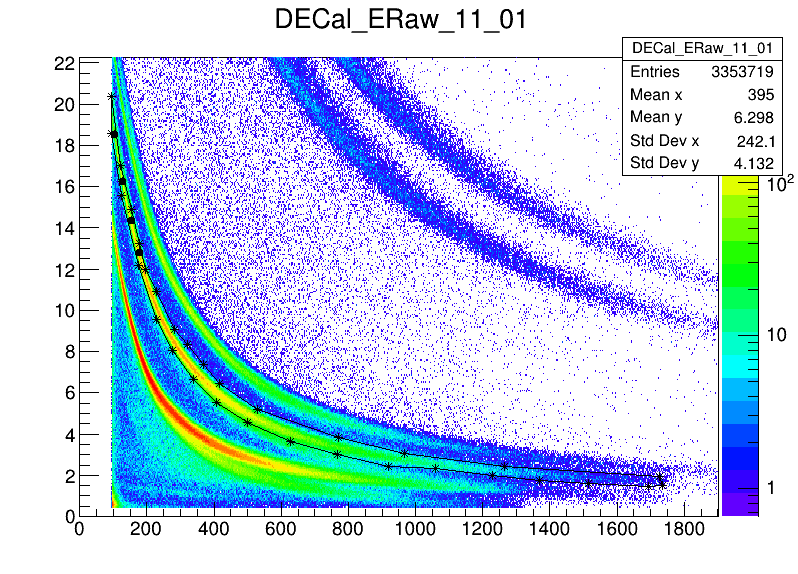 DECal_ERaw_11_01
DECal_ERaw_11_01
Entries 3353719
Mean x 395
Mean y 6.298
Std Dev x 242.1
Std Dev y 4.132
22
20
18
16
14
12
10
8
6
4
2
0
0 200 400 600 800 1000 1200 1400 1600 1800
10²
10
1